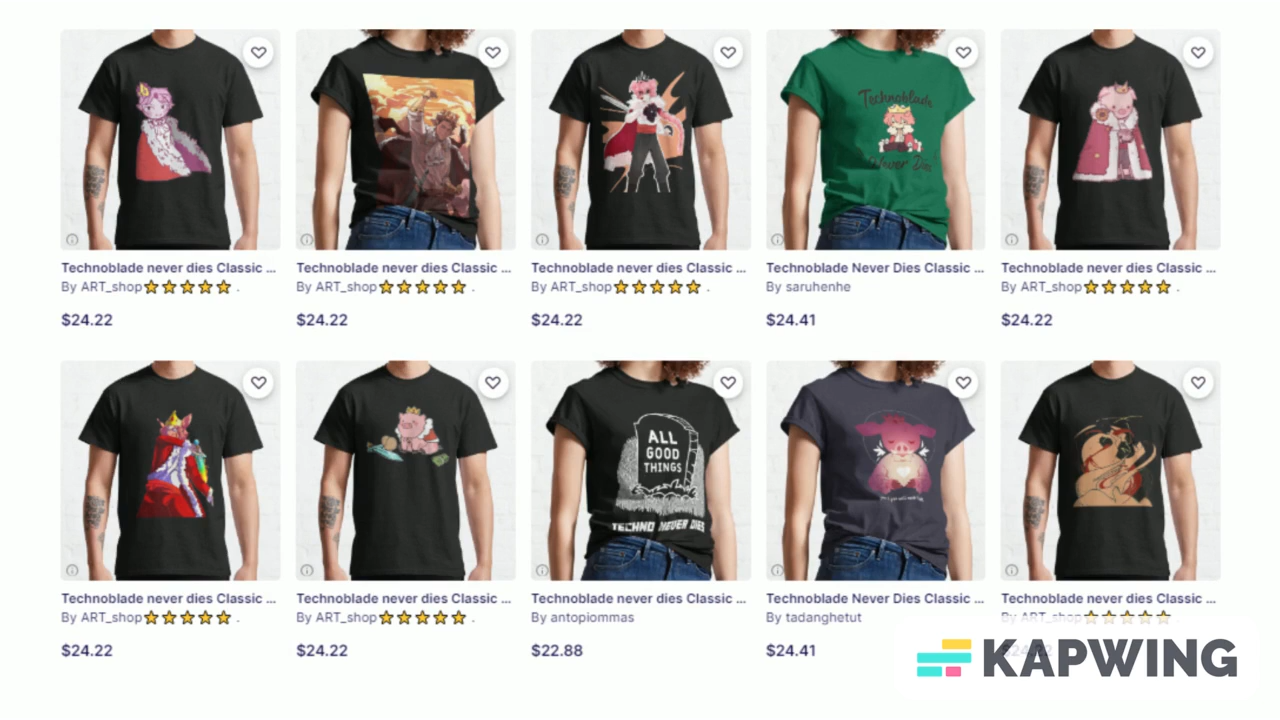 Technoblade
Never Dies
Technoblade never dies Classic ...
Technoblade never dies Classic ...
Technoblade never dies Classic ...
Technoblade Never Dies Classic ...
Technoblade never dies Classic ...
By ART_shop⭐⭐⭐⭐⭐ .
By ART_shop⭐⭐⭐⭐⭐ .
By ART_shop⭐⭐⭐⭐⭐ .
By saruhenhe
By ART_shop⭐⭐⭐⭐⭐ .
$24.22
$24.22
$24.22
$24.41
$24.22
ALL
GOOD
THINGS
TECHNO NEVER DIES
Technoblade never dies Classic ...
Technoblade never dies Classic ...
Technoblade never dies Classic ...
Technoblade Never Dies Classic ...
Technoblade never dies Classic ...
By ART_shop⭐⭐⭐⭐⭐ .
By ART_shop⭐⭐⭐⭐⭐ .
By antopiommas
By tadanghetut
By ART_shop⭐⭐⭐⭐⭐ .
$24.22
$24.22
$22.88
$24.41
$24.22
KAPWING